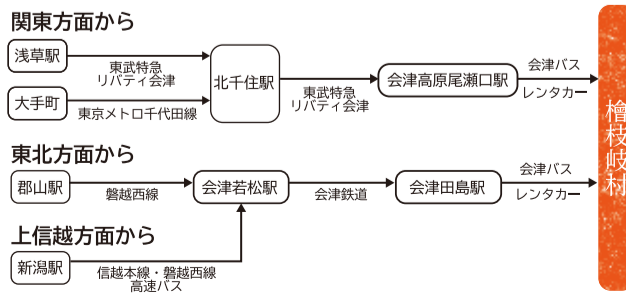 関東方面から
浅草駅
東武特急
リバティ会津
大手町
東京メトロ千代田線
北千住駅
東武特急
リバティ会津
会津高原尾瀬口駅
会津バス
レンタカー
東北方面から
郡山駅
磐越西線
会津若松駅
会津鉄道
会津田島駅
会津バス
レンタカー
上信越方面から
新潟駅
信越本線・磐越西線
高速バス
檜枝岐村